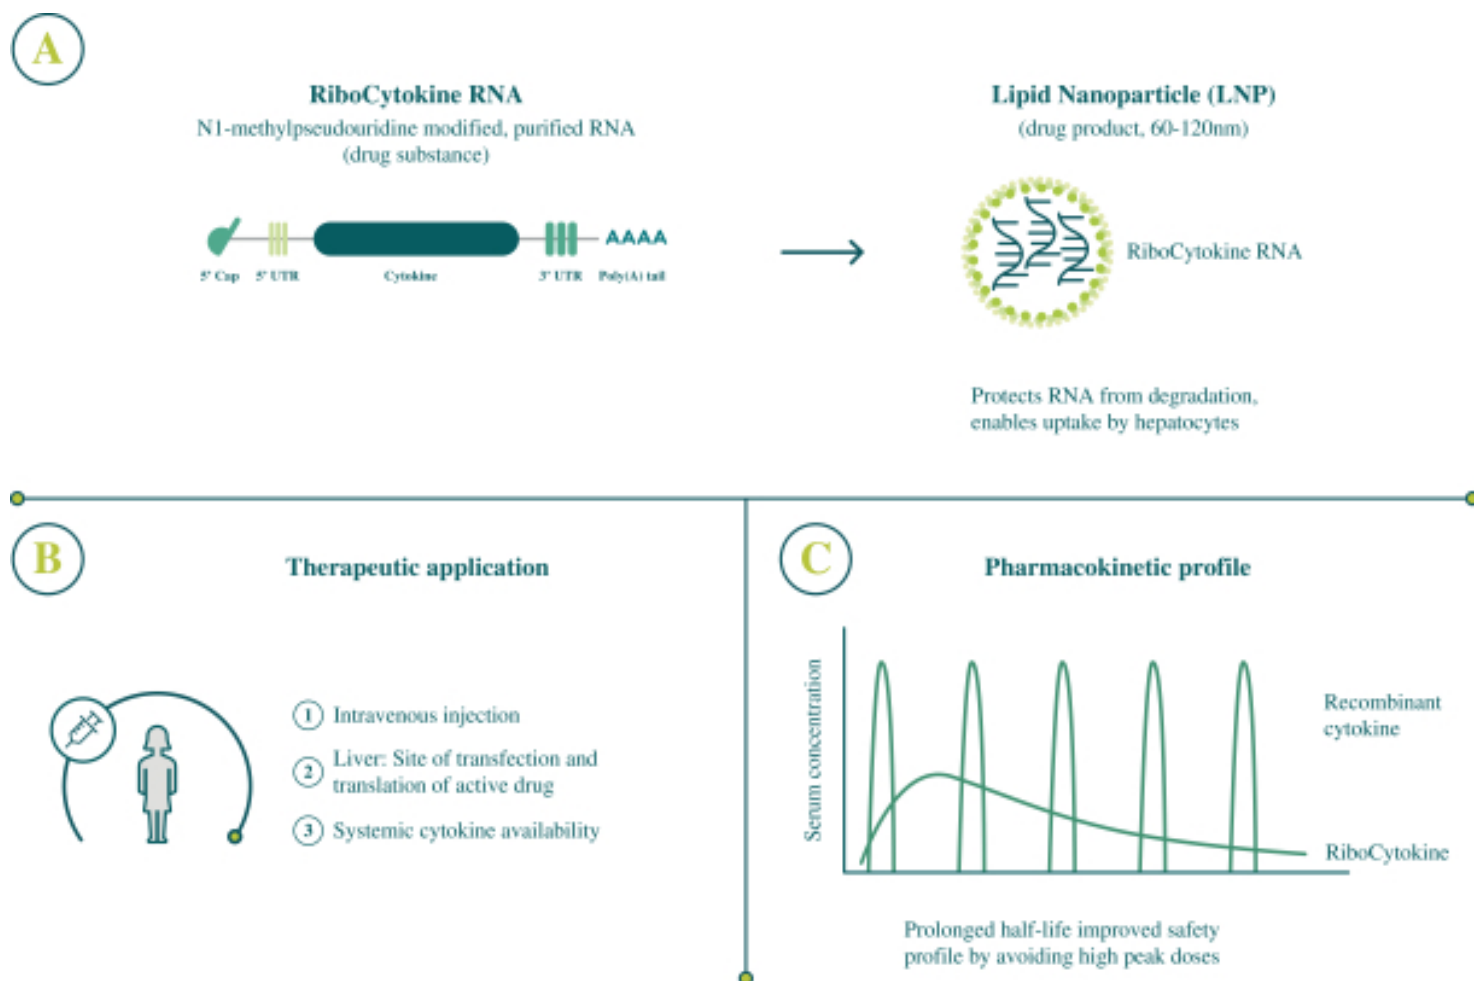 A
RiboCytokine RNA
N1-methylpseudouridine modified, purified RNA
(drug substance)
AAAA
5' Cap
5' UTR
Cytokine
3' UTR
Poly(A) tail
Lipid Nanoparticle (LNP)
(drug product, 60-120nm)
RiboCytokine RNA
Protects RNA from degradation,
enables uptake by hepatocytes
B
Therapeutic application
1 Intravenous injection
2 Liver: Site of transfection and
translation of active drug
3 Systemic cytokine availability
C
Pharmacokinetic profile
Serum concentration
Recombinant
cytokine
RiboCytokine
Prolonged half-life improved safety
profile by avoiding high peak doses